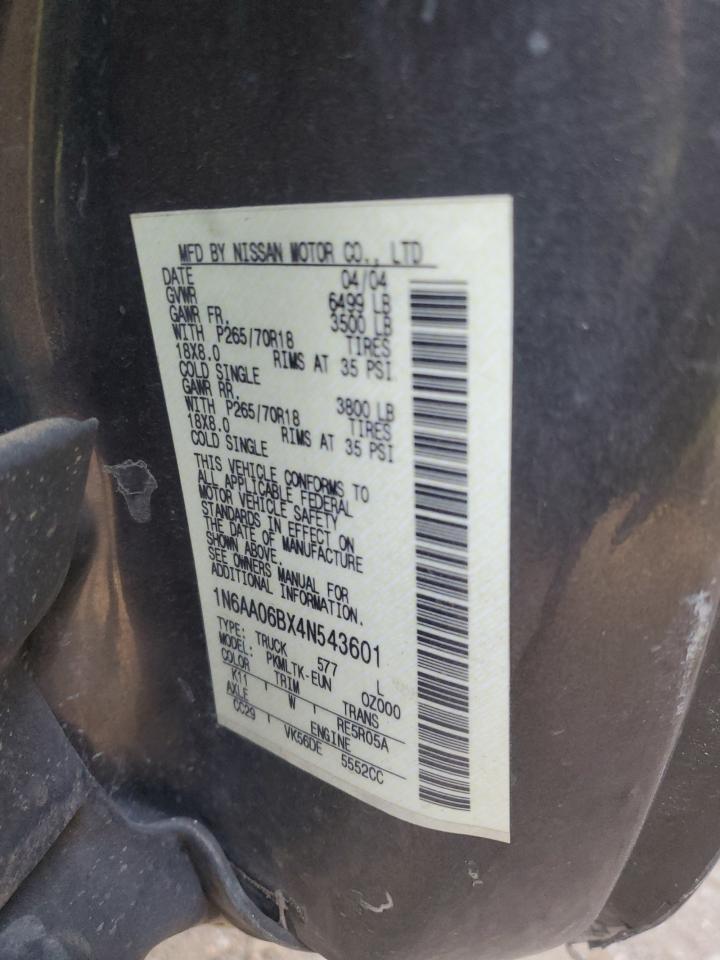 MFD BY NISSAN MOTOR CO., LTD
DATE 04/04
GVWR 6499 LB
GAWR FR. 3500 LB
WITH P265/70R18 TIRES
18X8.0 RIMS AT 35 PSI
COLD SINGLE
GAWR RR. 3800 LB
WITH P265/70R18 TIRES
18X8.0 RIMS AT 35 PSI
COLD SINGLE
THIS VEHICLE CONFORMS TO
ALL APPLICABLE FEDERAL
MOTOR VEHICLE SAFETY
STANDARDS IN EFFECT ON
THE DATE OF MANUFACTURE
SHOWN ABOVE.
SEE OWNERS MANUAL FOR
ADDITIONAL INFORMATION.
1N6AA06BX4N543601
TYPE: TRUCK 577 L
MODEL: PKMLTK-EUN OZ000
COLOR TRIM TRANS
K11 W RE5R05A
AXLE ENGINE
CC29 VK56DE 5552CC